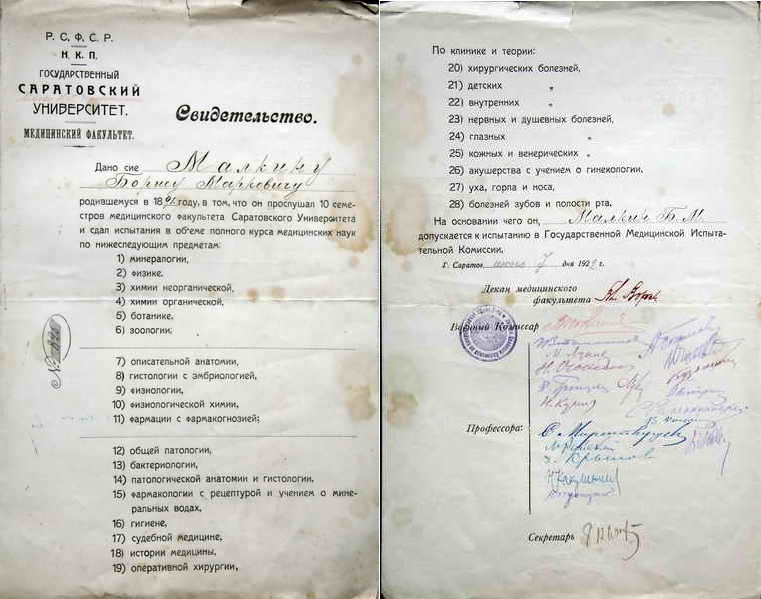 Р. С. Ф. С. Р.
Н. К. П.
ГОСУДАРСТВЕННЫЙ
САРАТОВСКИЙ
УНИВЕРСИТЕТ.
МЕДИЦИНСКИЙ ФАКУЛЬТЕТ.
Свидетельство.
Дано сие Малкину
Борису Марковичу
родившемуся в 18 году, в том, что он прослушал 10 семе-
стров медицинского факультета Саратовского Университета
и сдал испытания в об'еме полного курса медицинских наук
по нижеследующим предметам:
1) минералогии,
2) физике.
3) химии неорганической,
4) химии органической,
5) ботанике.
6) зоологии,
№
7) описательной анатомии,
8) гистологии с эмбриологией,
9) физиологии,
10) физиологической химии,
11) фармации с фармакогнозией;
12) общей патологии,
13) бактериологии,
14) патологической анатомии и гистологии,
15) фармакологии с рецептурой и учением о мине-
ральных водах,
16) гигиене,
17) судебной медицине,
18) истории медицины,
19) оперативной хирургии,
По клинике и теории:
20) хирургических болезней,
21) детских „
22) внутренних „
23) нервных и душевных болезней,
24) глазных „
25) кожных и венерических „
26) акушерства с учением о гинекологии,
27) уха, горла и носа,
28) болезней зубов и полости рта.
На основании чего он, Малкин Б. М.
допускается к испытанию в Государственной Медицинской Испыта-
тельной Комиссии.
Г. Саратов, июня 7 дня 192 г.
Декан медицинского
факультета
Военный Комиссар
Профессора:
Секретарь